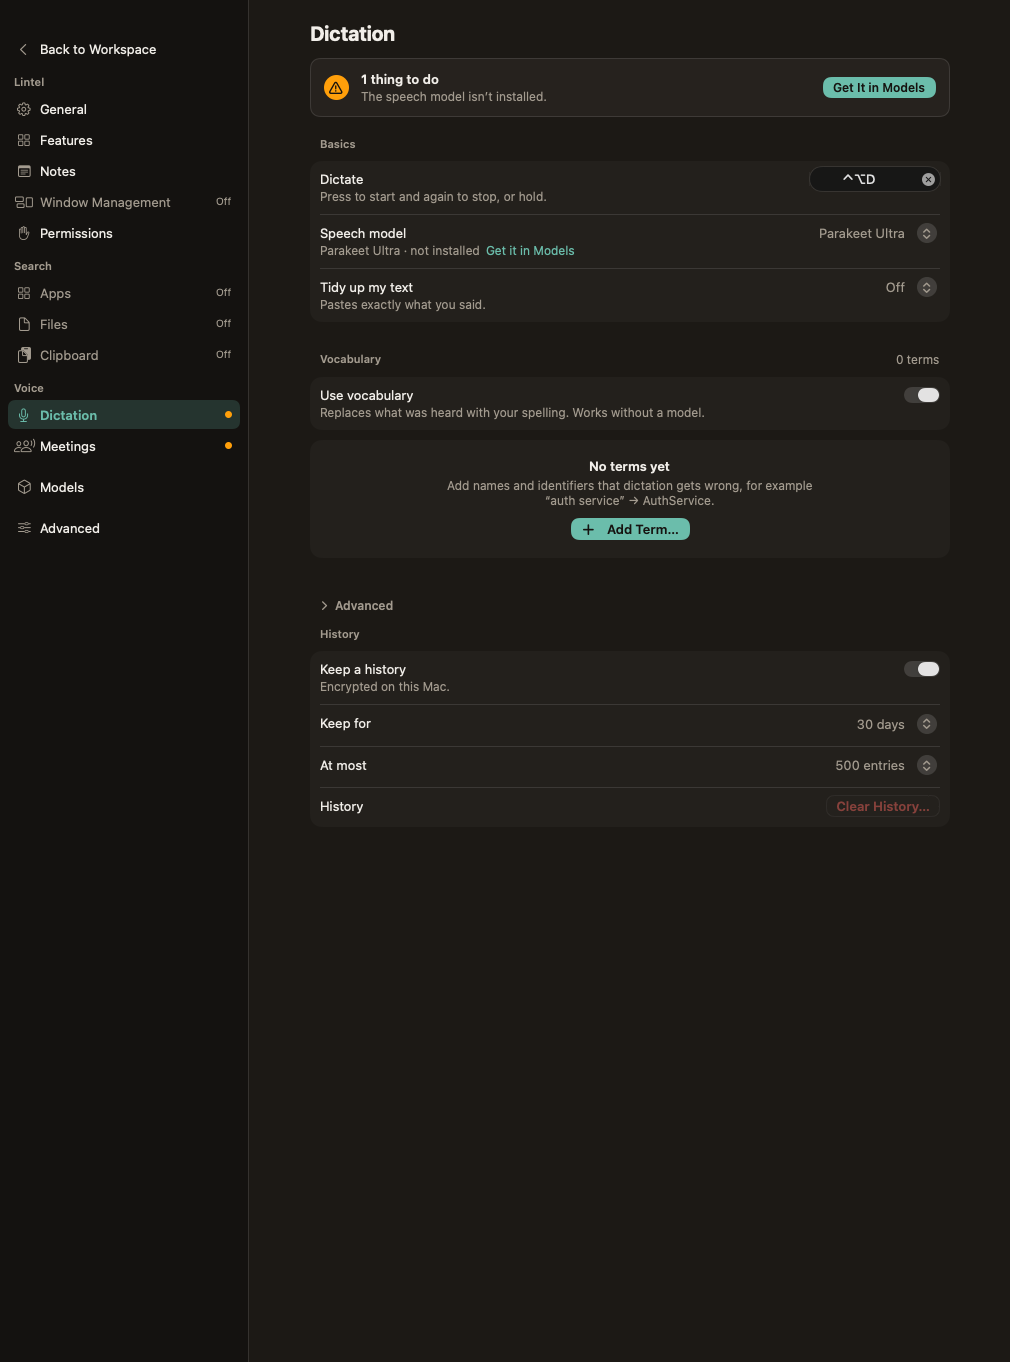 Back to Workspace
Lintel
General
Features
Notes
Window Management Off
Permissions
Search
Apps Off
Files Off
Clipboard Off
Voice
Dictation
Meetings
Models
Advanced
Dictation
1 thing to do
The speech model isn’t installed.
Get It in Models
Basics
Dictate
Press to start and again to stop, or hold.
⌃⌥D
Speech model
Parakeet Ultra · not installed Get it in Models
Parakeet Ultra
Tidy up my text
Pastes exactly what you said.
Off
Vocabulary
0 terms
Use vocabulary
Replaces what was heard with your spelling. Works without a model.
No terms yet
Add names and identifiers that dictation gets wrong, for example
“auth service” → AuthService.
+ Add Term...
Advanced
History
Keep a history
Encrypted on this Mac.
Keep for 30 days
At most 500 entries
History Clear History...